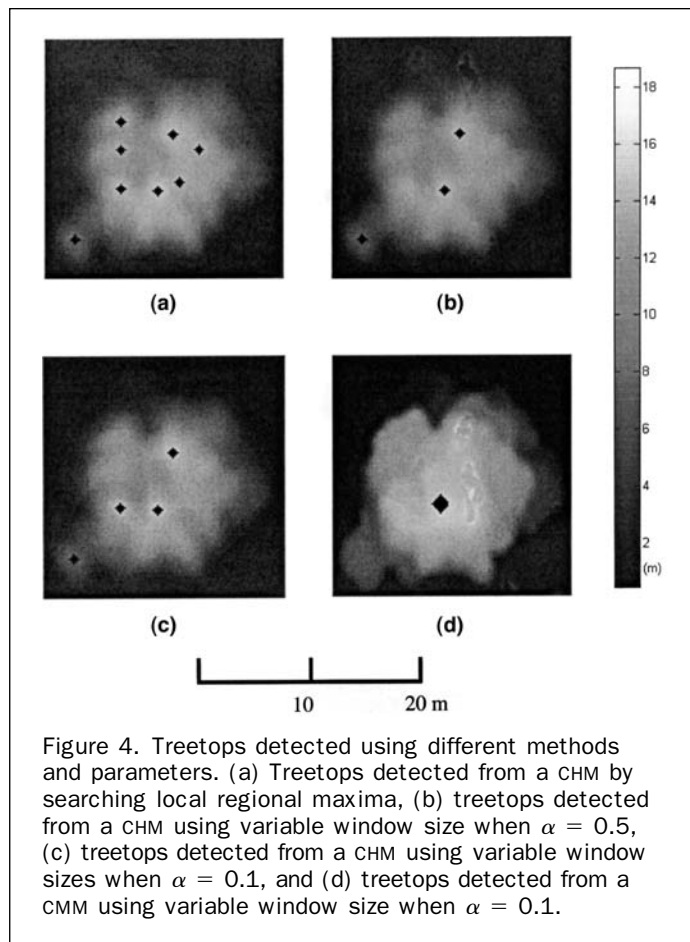 (a)
(b)
18
16
14
12
10
8
6
4
2
(m)
(c)
(d)
10
20 m
Figure 4. Treetops detected using different methods
and parameters. (a) Treetops detected from a CHM by
searching local regional maxima, (b) treetops detected
from a CHM using variable window size when α = 0.5,
(c) treetops detected from a CHM using variable window
sizes when α = 0.1, and (d) treetops detected from a
CMM using variable window size when α = 0.1.